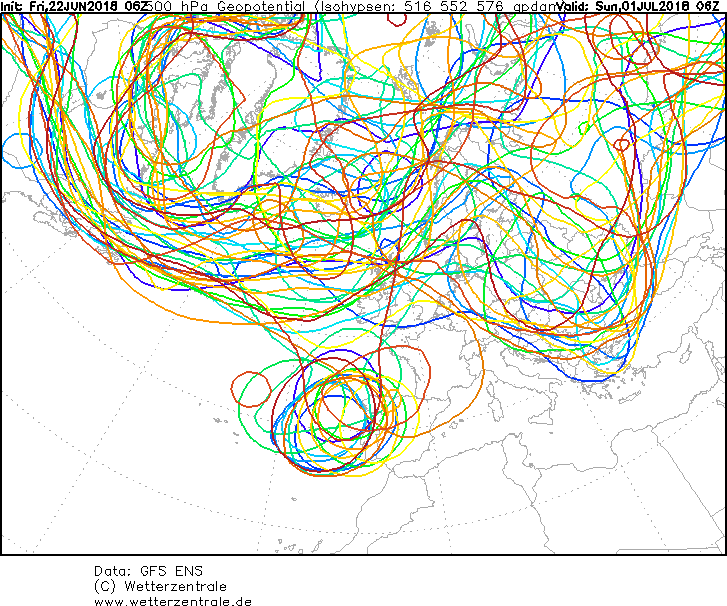 Init: Fri,22JUN2018 06Z 500 hPa Geopotential (Isohypsen: 516 552 576 gpdam Valid: Sun,01JUL2018 06Z
Data: GFS ENS
(C) Wetterzentrale
www.wetterzentrale.de